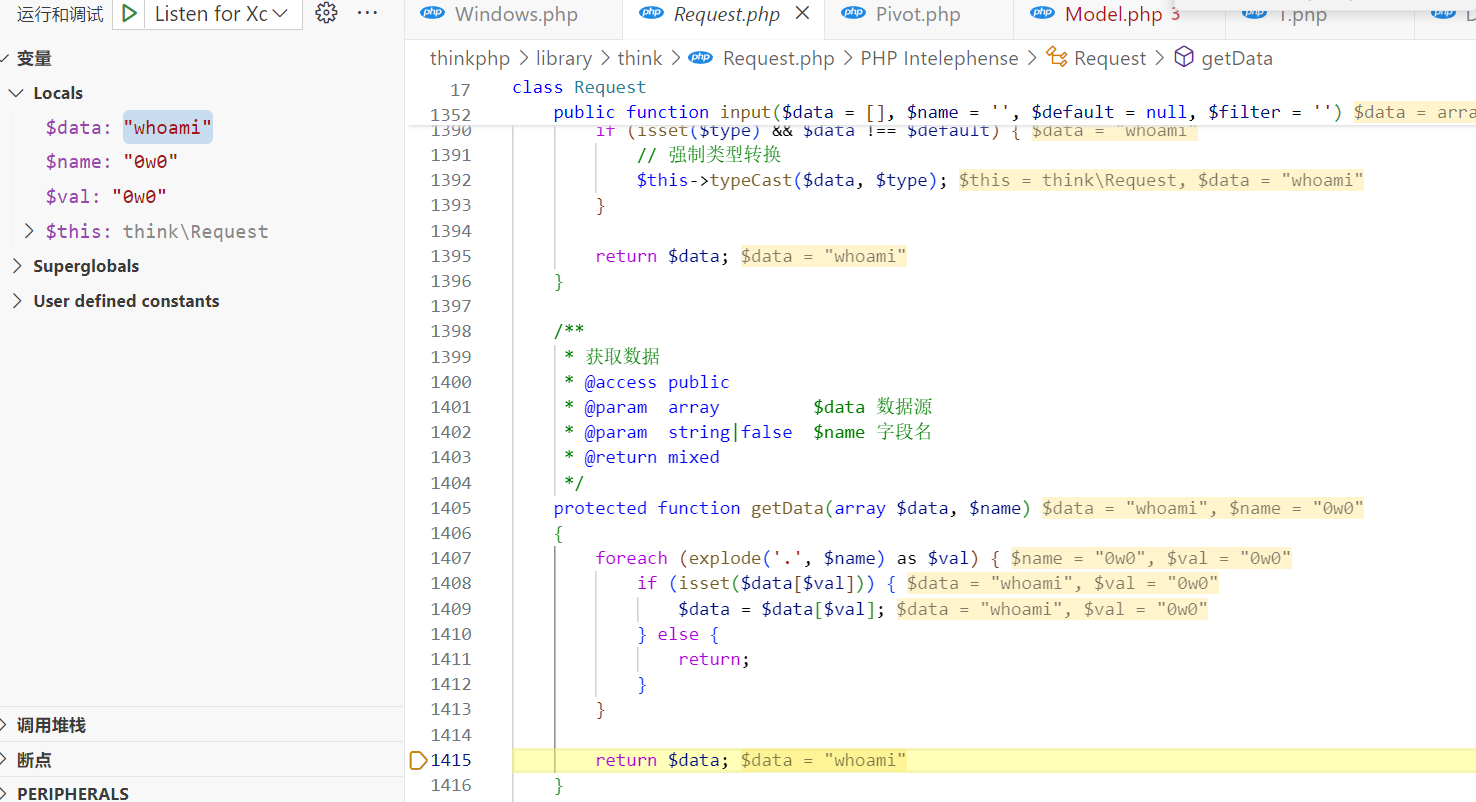 运行和调试 Listen for Xc ···
变量
Locals
$data: "whoami"
$name: "0w0"
$val: "0w0"
$this: think\Request
Superglobals
User defined constants
调用堆栈
断点
PERIPHERALS
php Windows.php php Request.php php Pivot.php php Model.php 3 php 1.php php
thinkphp > library > think > php Request.php > PHP Intelephense > Request > getData
17 class Request
1352 public function input($data = [], $name = '', $default = null, $filter = '') $data = arra
1390 if (isset($type) && $data !== $default) { $data = "whoami"
1391 // 强制类型转换
1392 $this->typeCast($data, $type); $this = think\Request, $data = "whoami"
1393 }
1394
1395 return $data; $data = "whoami"
1396 }
1397
1398 /**
1399 * 获取数据
1400 * @access public
1401 * @param array $data 数据源
1402 * @param string|false $name 字段名
1403 * @return mixed
1404 */
1405 protected function getData(array $data, $name) $data = "whoami", $name = "0w0"
1406 {
1407 foreach (explode('.', $name) as $val) { $name = "0w0", $val = "0w0"
1408 if (isset($data[$val])) { $data = "whoami", $val = "0w0"
1409 $data = $data[$val]; $data = "whoami", $val = "0w0"
1410 } else {
1411 return;
1412 }
1413 }
1414
1415 return $data; $data = "whoami"
1416 }